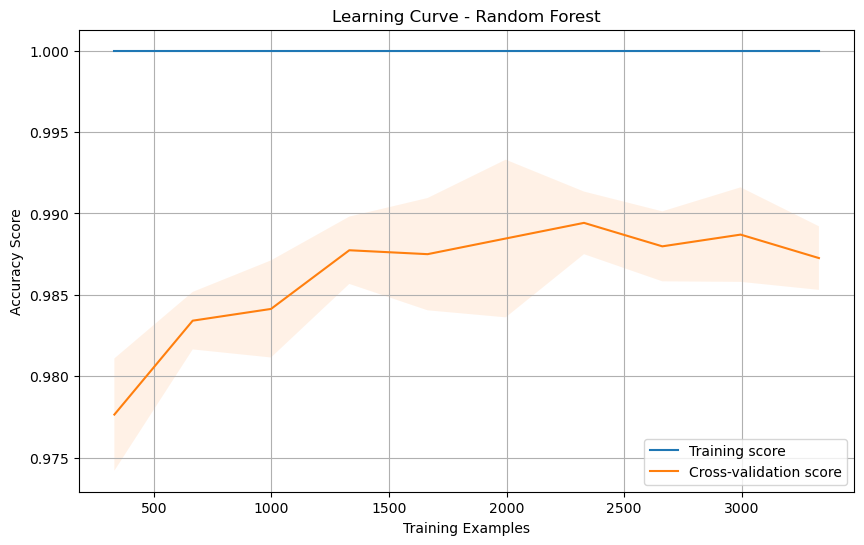 Learning Curve - Random Forest
1.000
0.995
0.990
0.985
0.980
0.975
Accuracy Score
500
1000
1500
2000
2500
3000
Training Examples
Training score
Cross-validation score